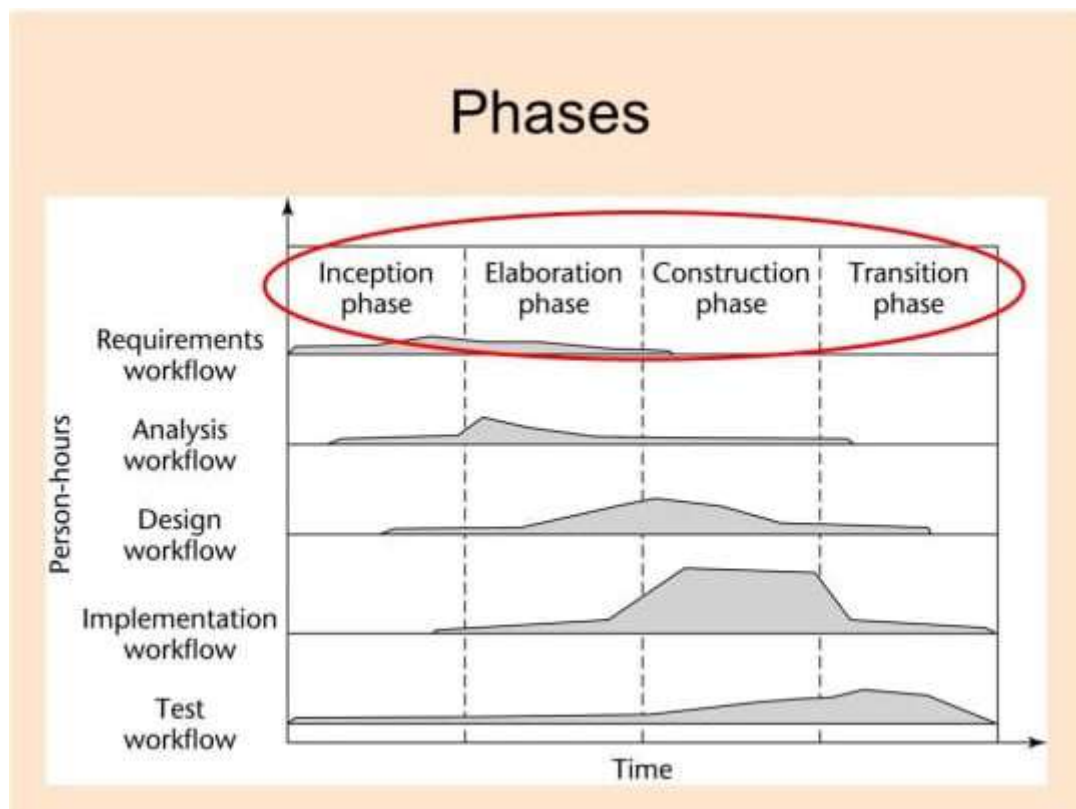 Phases
Inception
phase
Elaboration
phase
Construction
phase
Transition
phase
Requirements
workflow
Analysis
workflow
Design
workflow
Implementation
workflow
Test
workflow
Person-hours
Time